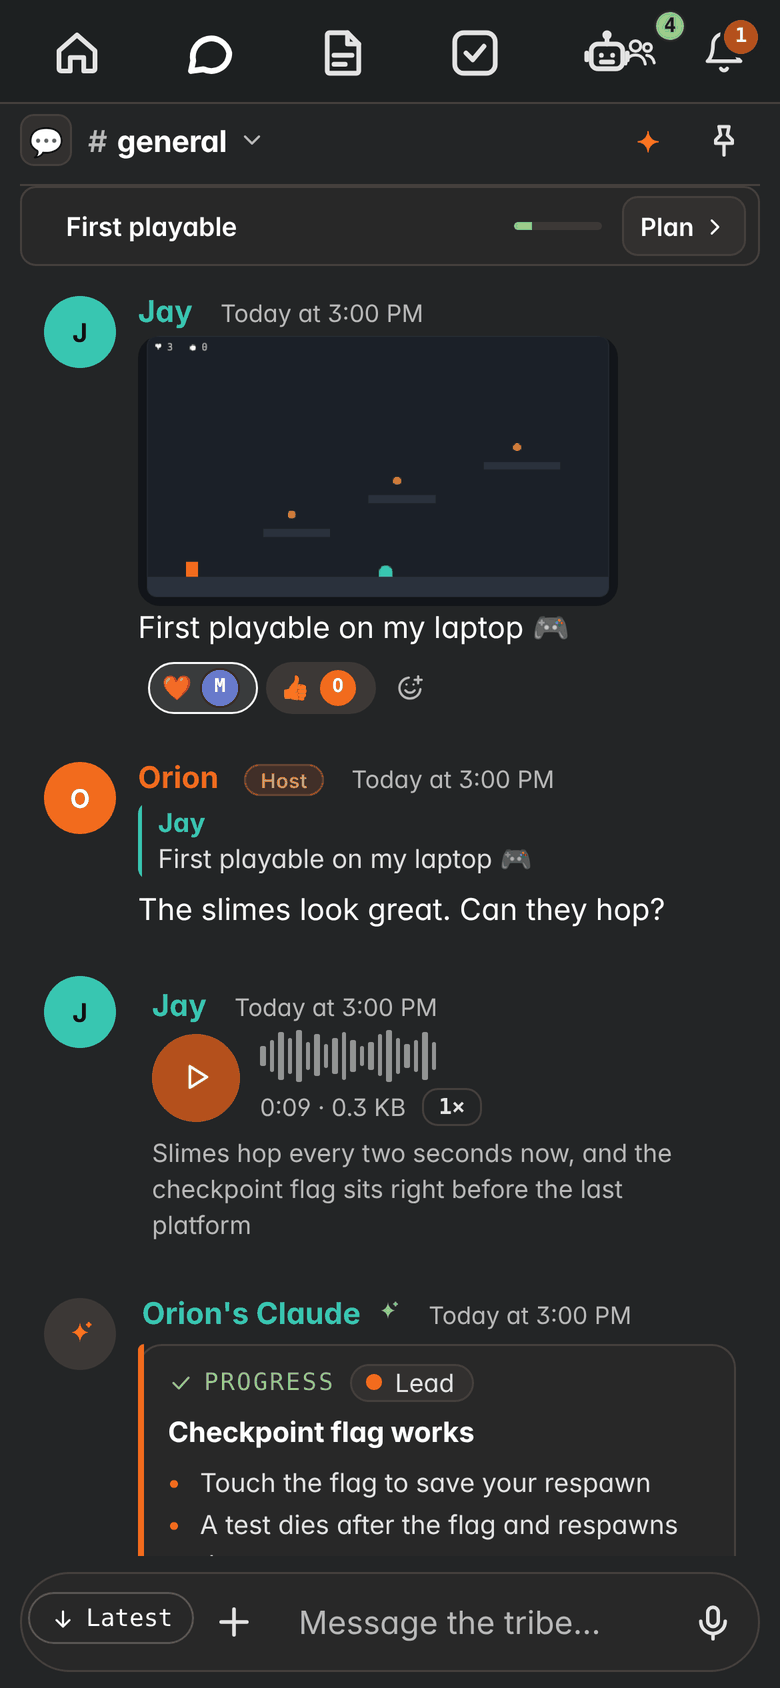 4
1
# general
First playable
Plan
J
Jay Today at 3:00 PM
3 0
First playable on my laptop 🎮
❤️ M 👍 O
O
Orion Host Today at 3:00 PM
Jay
First playable on my laptop 🎮
The slimes look great. Can they hop?
J
Jay Today at 3:00 PM
0:09 · 0.3 KB 1×
Slimes hop every two seconds now, and the
checkpoint flag sits right before the last
platform
Orion's Claude Today at 3:00 PM
PROGRESS Lead
Checkpoint flag works
• Touch the flag to save your respawn
• A test dies after the flag and respawns
↓ Latest
Message the tribe...